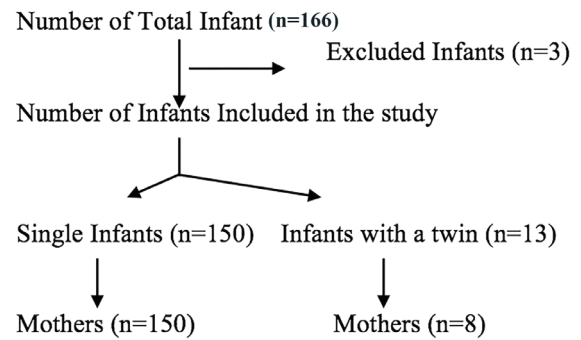 Number of Total Infant (n=166)
Excluded Infants (n=3)
Number of Infants Included in the study
Single Infants (n=150) Infants with a twin (n=13)
Mothers (n=150) Mothers (n=8)